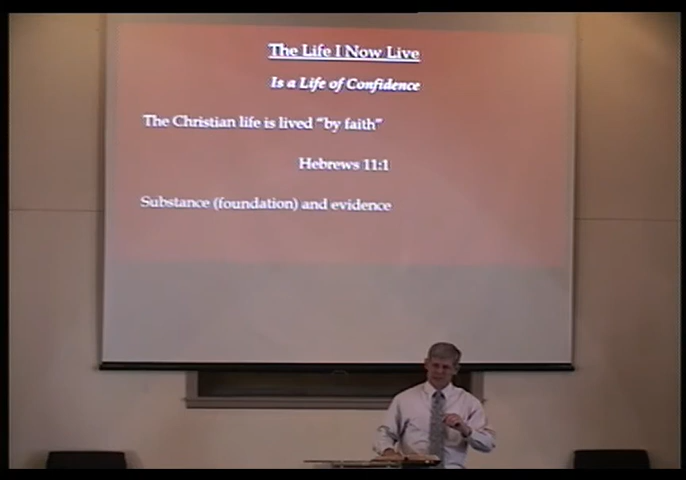 The Life I Now Live
Is a Life of Confidence
The Christian life is lived “by faith”
Hebrews 11:1
Substance (foundation) and evidence